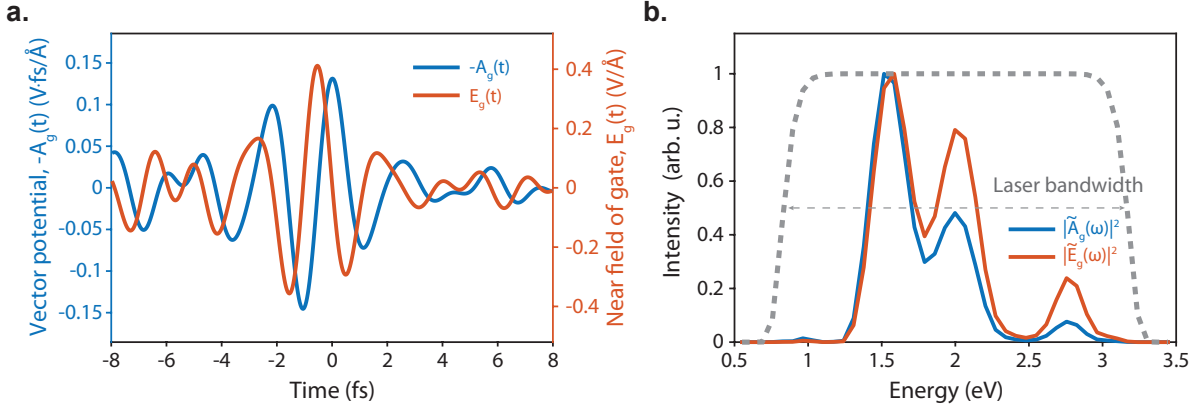 a.
Vector potential, -A_g(t) (V·fs/Å)
0.15
0.1
0.05
0
-0.05
-0.1
-0.15
-8
-6
-4
-2
0
2
4
6
8
Time (fs)
-A_g(t)
E_g(t)
0.4
0.2
0
-0.2
-0.4
Near field of gate, E_g(t) (V/Å)
b.
Intensity (arb. u.)
1
0.8
0.6
0.4
0.2
0
0.5
1
1.5
2
2.5
3
3.5
Energy (eV)
Laser bandwidth
|Ã_g(ω)|²
|Ẽ_g(ω)|²